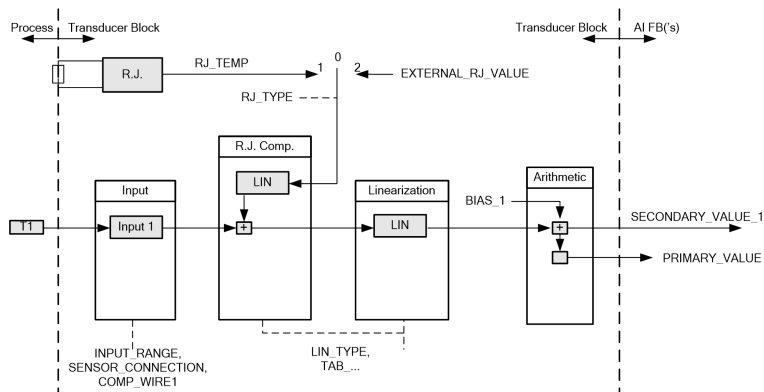 Process Transducer Block Transducer Block AI FB('s)
R.J. RJ_TEMP 1 0 2 EXTERNAL_RJ_VALUE
RJ_TYPE
R.J. Comp.
LIN
Input
Linearization
Arithmetic
BIAS_1
T1 Input 1 + LIN + SECONDARY_VALUE_1
PRIMARY_VALUE
INPUT_RANGE,
SENSOR_CONNECTION,
COMP_WIRE1
LIN_TYPE,
TAB_...